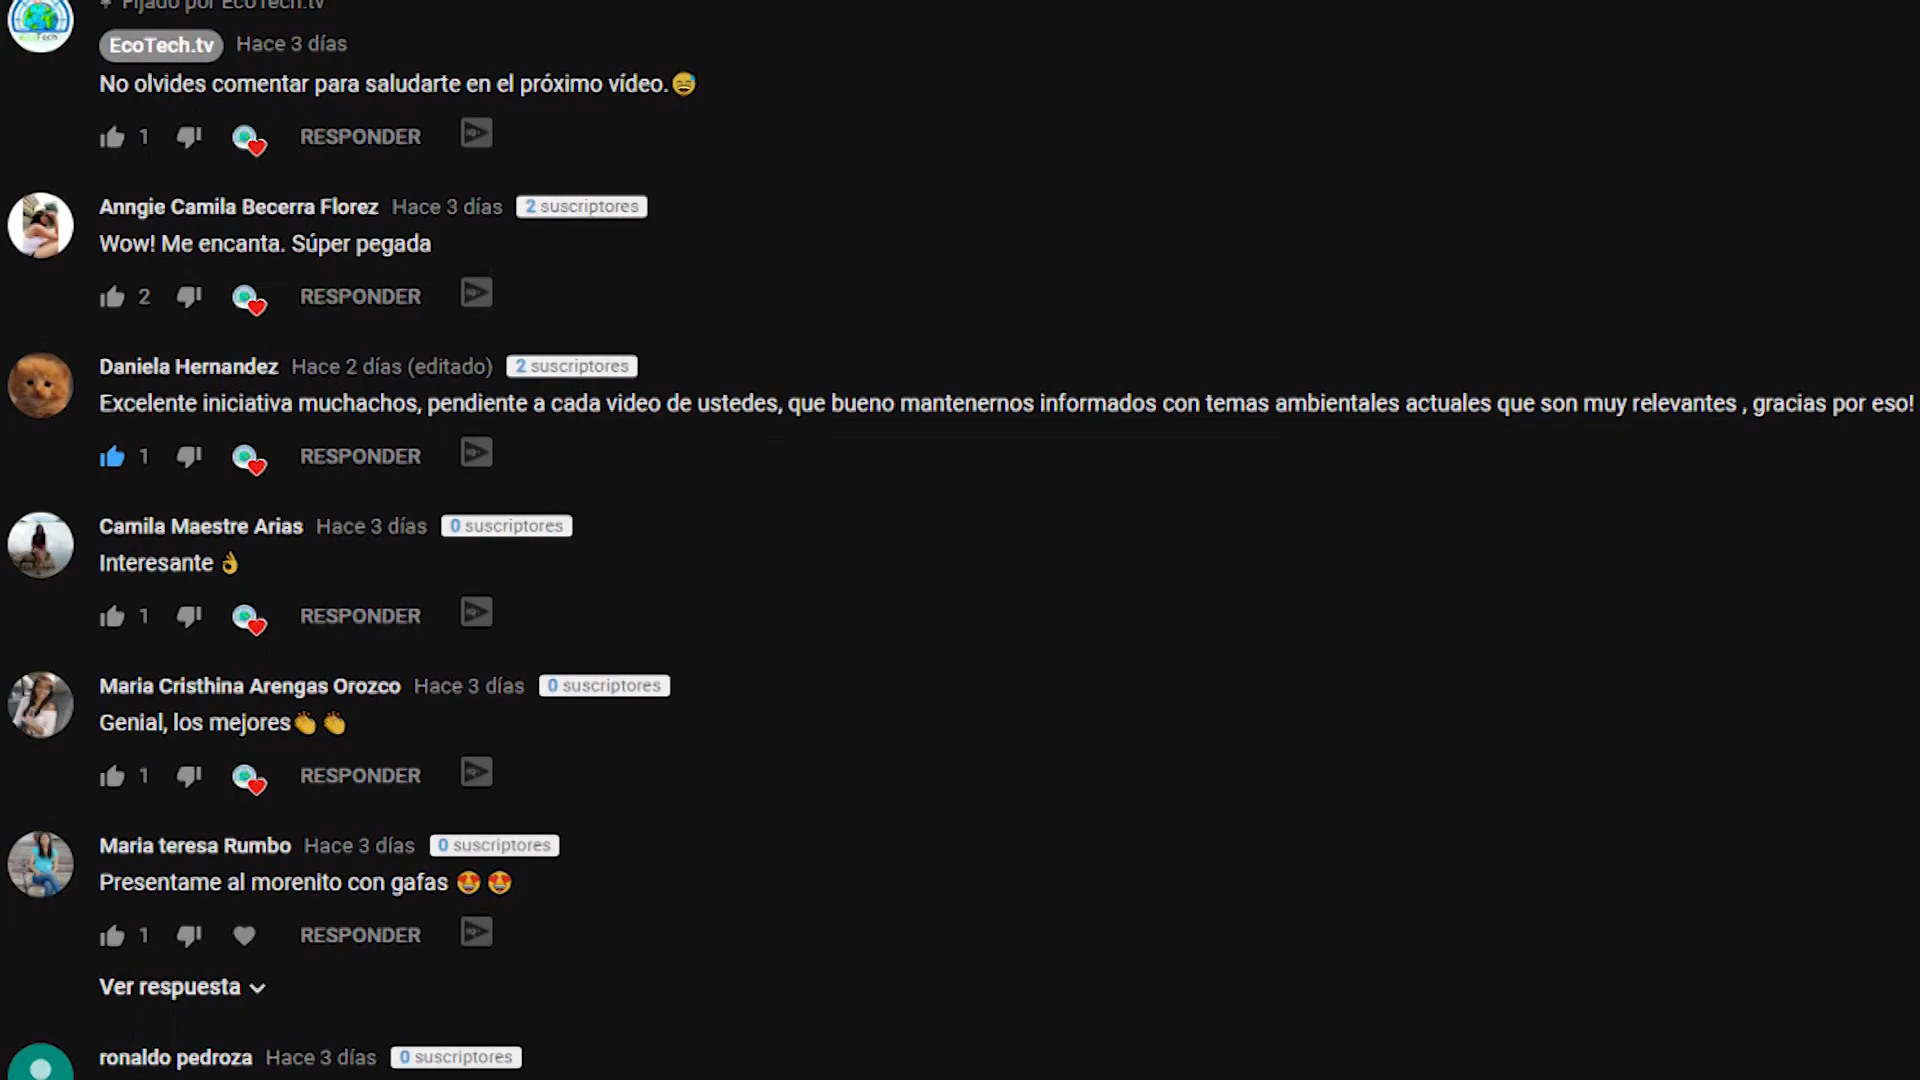 Fijado por EcoTech.tv
EcoTech.tv Hace 3 días
No olvides comentar para saludarte en el próximo vídeo.😅
1 RESPONDER
Anngie Camila Becerra Florez Hace 3 días 2 suscriptores
Wow! Me encanta. Súper pegada
2 RESPONDER
Daniela Hernandez Hace 2 días (editado) 2 suscriptores
Excelente iniciativa muchachos, pendiente a cada video de ustedes, que bueno mantenernos informados con temas ambientales actuales que son muy relevantes , gracias por eso!
1 RESPONDER
Camila Maestre Arias Hace 3 días 0 suscriptores
Interesante 👌
1 RESPONDER
Maria Cristhina Arengas Orozco Hace 3 días 0 suscriptores
Genial, los mejores👏 👏
1 RESPONDER
Maria teresa Rumbo Hace 3 días 0 suscriptores
Presentame al morenito con gafas 😍 😍
1 RESPONDER
Ver respuesta
ronaldo pedroza Hace 3 días 0 suscriptores